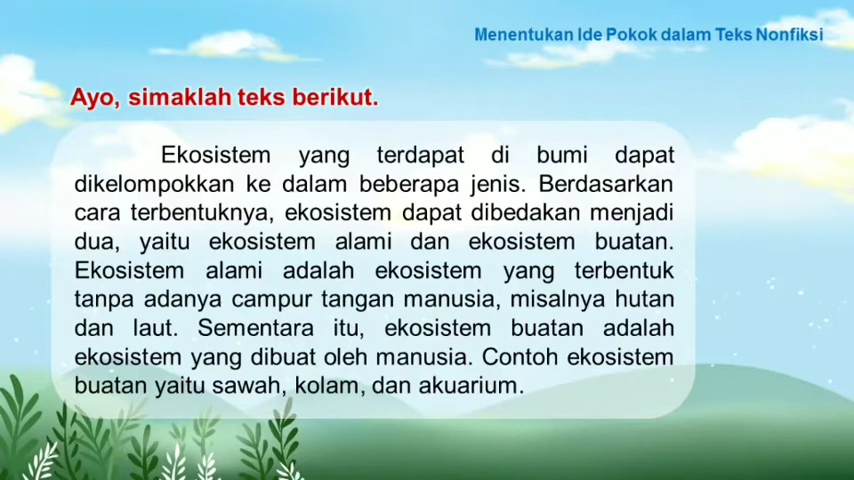 Menentukan Ide Pokok dalam Teks Nonfiksi
Ayo, simaklah teks berikut.
Ekosistem yang terdapat di bumi dapat
dikelompokkan ke dalam beberapa jenis. Berdasarkan
cara terbentuknya, ekosistem dapat dibedakan menjadi
dua, yaitu ekosistem alami dan ekosistem buatan.
Ekosistem alami adalah ekosistem yang terbentuk
tanpa adanya campur tangan manusia, misalnya hutan
dan laut. Sementara itu, ekosistem buatan adalah
ekosistem yang dibuat oleh manusia. Contoh ekosistem
buatan yaitu sawah, kolam, dan akuarium.